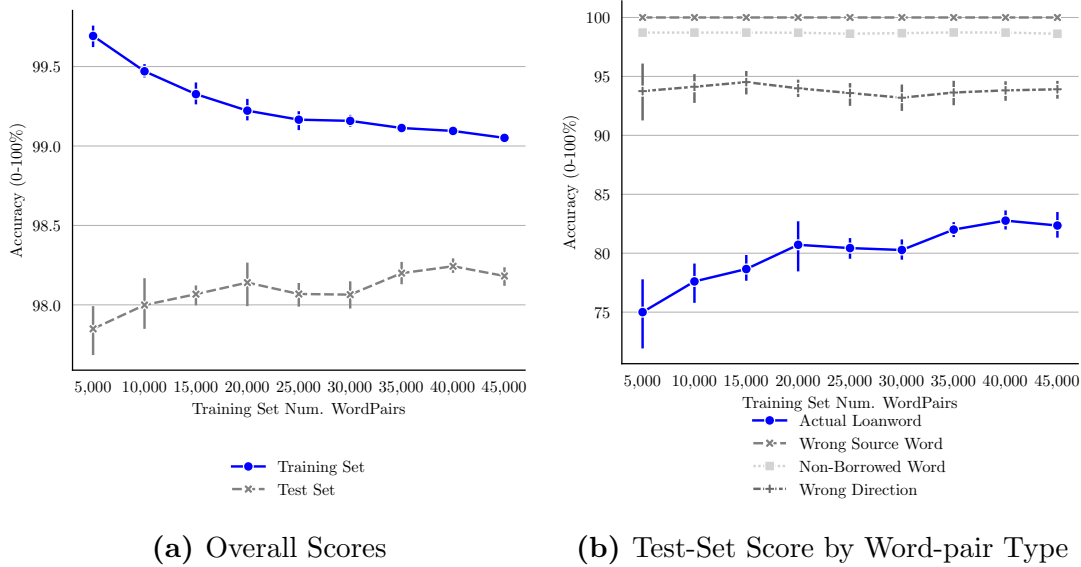 99.5
99.0
98.5
98.0
Accuracy (0-100%)
5,000 10,000 15,000 20,000 25,000 30,000 35,000 40,000 45,000
Training Set Num. WordPairs
Training Set
Test Set
(a) Overall Scores
100
95
90
85
80
75
Accuracy (0-100%)
5,000 10,000 15,000 20,000 25,000 30,000 35,000 40,000 45,000
Training Set Num. WordPairs
Actual Loanword
Wrong Source Word
Non-Borrowed Word
Wrong Direction
(b) Test-Set Score by Word-pair Type